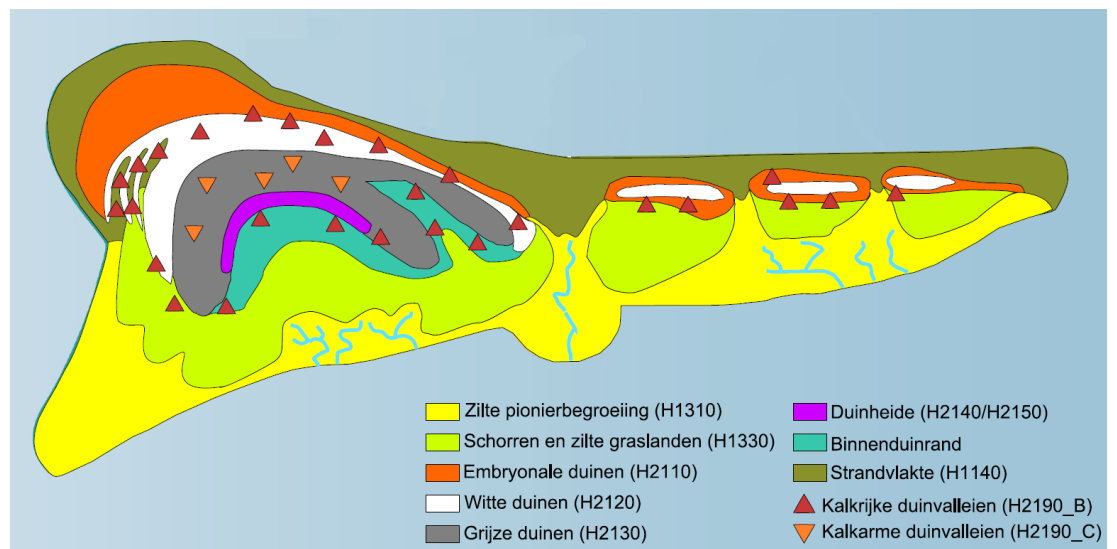 Zilte pionierbegroeiing (H1310)
Schorren en zilte graslanden (H1330)
Embryonale duinen (H2110)
Witte duinen (H2120)
Grijze duinen (H2130)
Duinheide (H2140/H2150)
Binnenduinrand
Strandvlakte (H1140)
Kalkrijke duinvalleien (H2190_B)
Kalkarme duinvalleien (H2190_C)